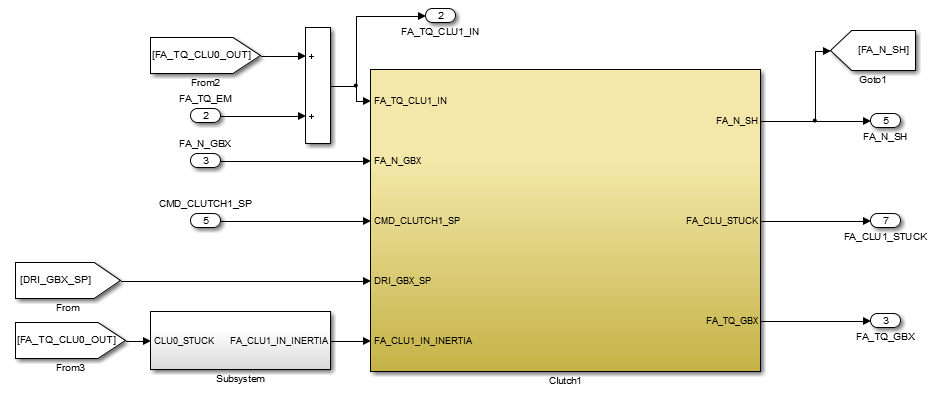 2
FA_TQ_CLU1_IN
[FA_TQ_CLU0_OUT]
From2
+
+
FA_TQ_EM
2
FA_N_GBX
3
CMD_CLUTCH1_SP
5
[DRI_GBX_SP]
From
[FA_TQ_CLU0_OUT]
From3
CLU0_STUCK FA_CLU1_IN_INERTIA
Subsystem
FA_TQ_CLU1_IN
FA_N_GBX
CMD_CLUTCH1_SP
DRI_GBX_SP
FA_CLU1_IN_INERTIA
FA_N_SH
FA_CLU_STUCK
FA_TQ_GBX
Clutch1
[FA_N_SH]
Goto1
5
FA_N_SH
7
FA_CLU1_STUCK
3
FA_TQ_GBX